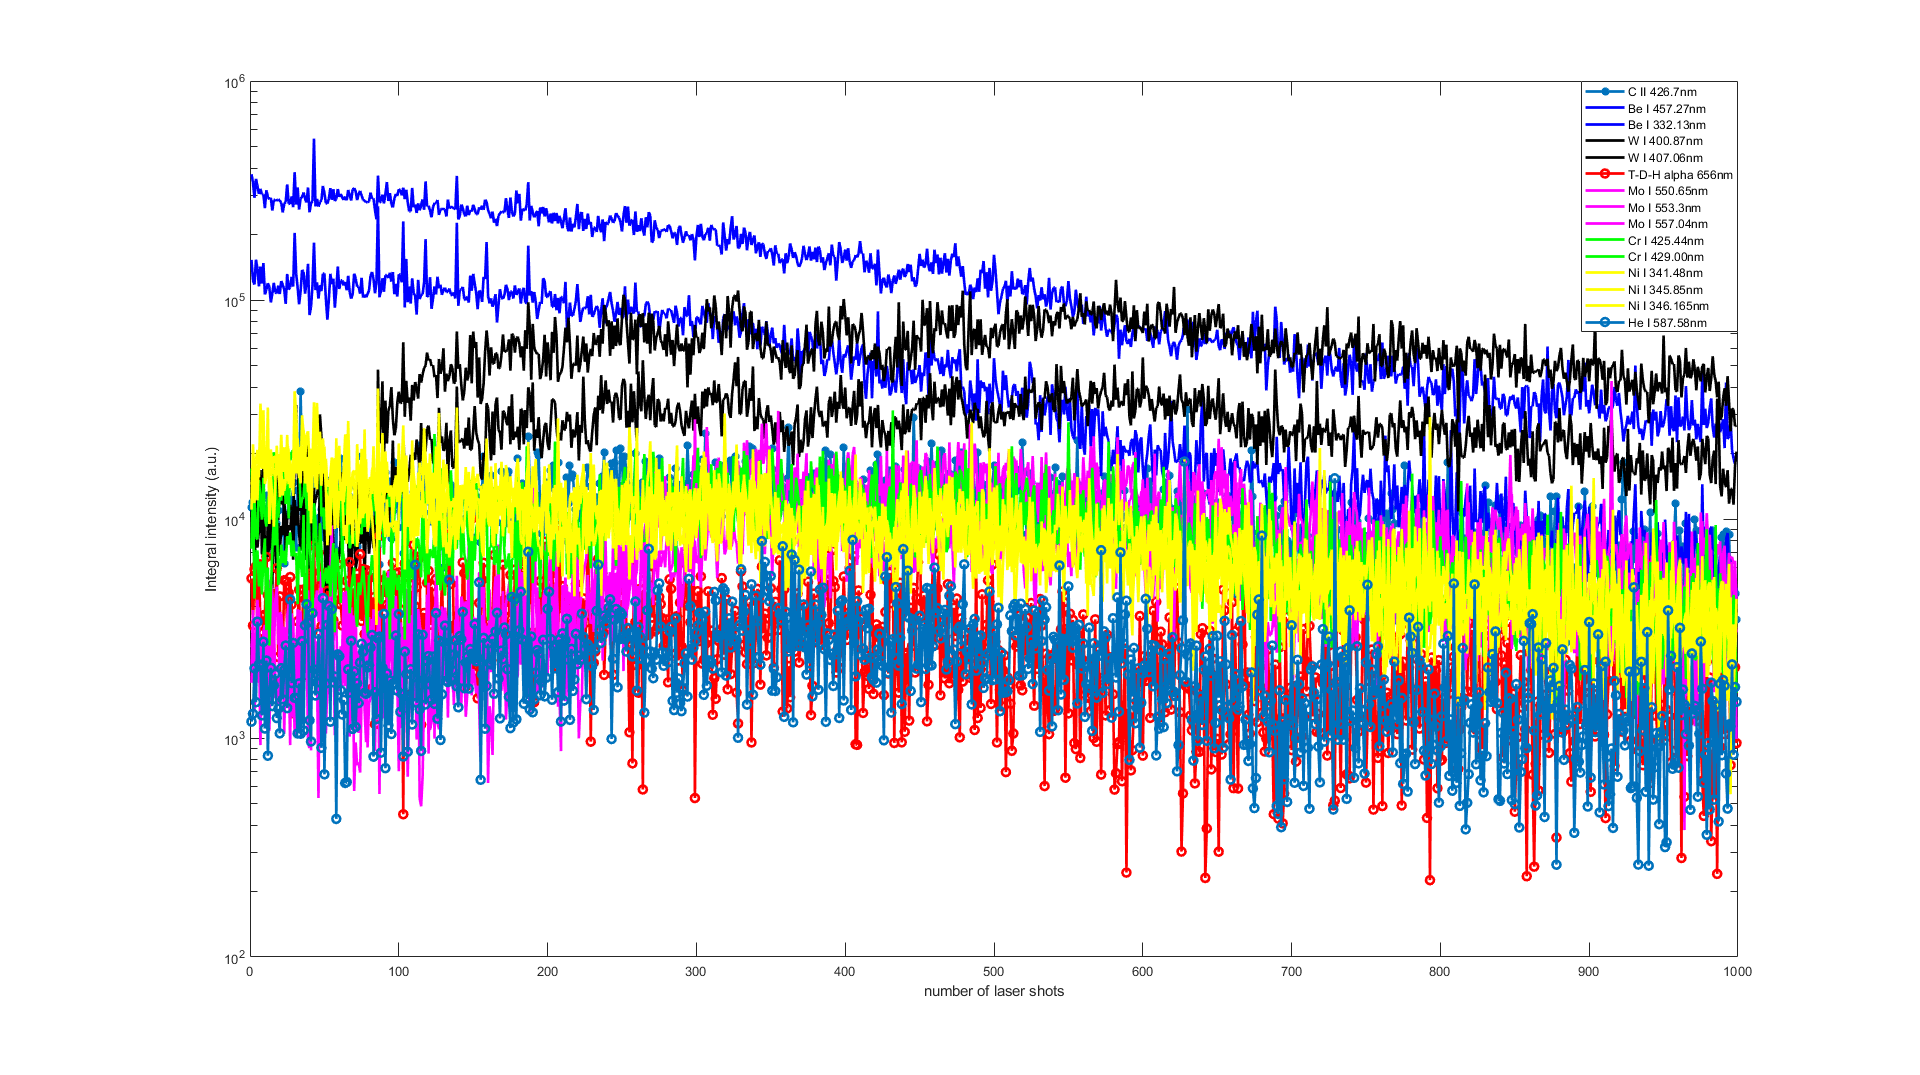 10^6
10^5
10^4
10^3
10^2
Integral intensity (a.u.)
0 100 200 300 400 500 600 700 800 900 1000
number of laser shots
C II 426.7nm
Be I 457.27nm
Be I 332.13nm
W I 400.87nm
W I 407.06nm
T-D-H alpha 656nm
Mo I 550.65nm
Mo I 553.3nm
Mo I 557.04nm
Cr I 425.44nm
Cr I 429.00nm
Ni I 341.48nm
Ni I 345.85nm
Ni I 346.165nm
He I 587.58nm